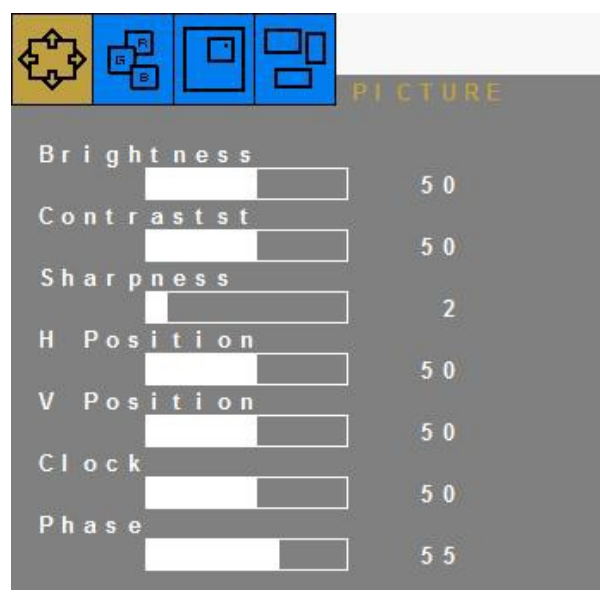 R
G
B
PICTURE
Brightness
50
Contrastst
50
Sharpness
2
H Position
50
V Position
50
Clock
50
Phase
55